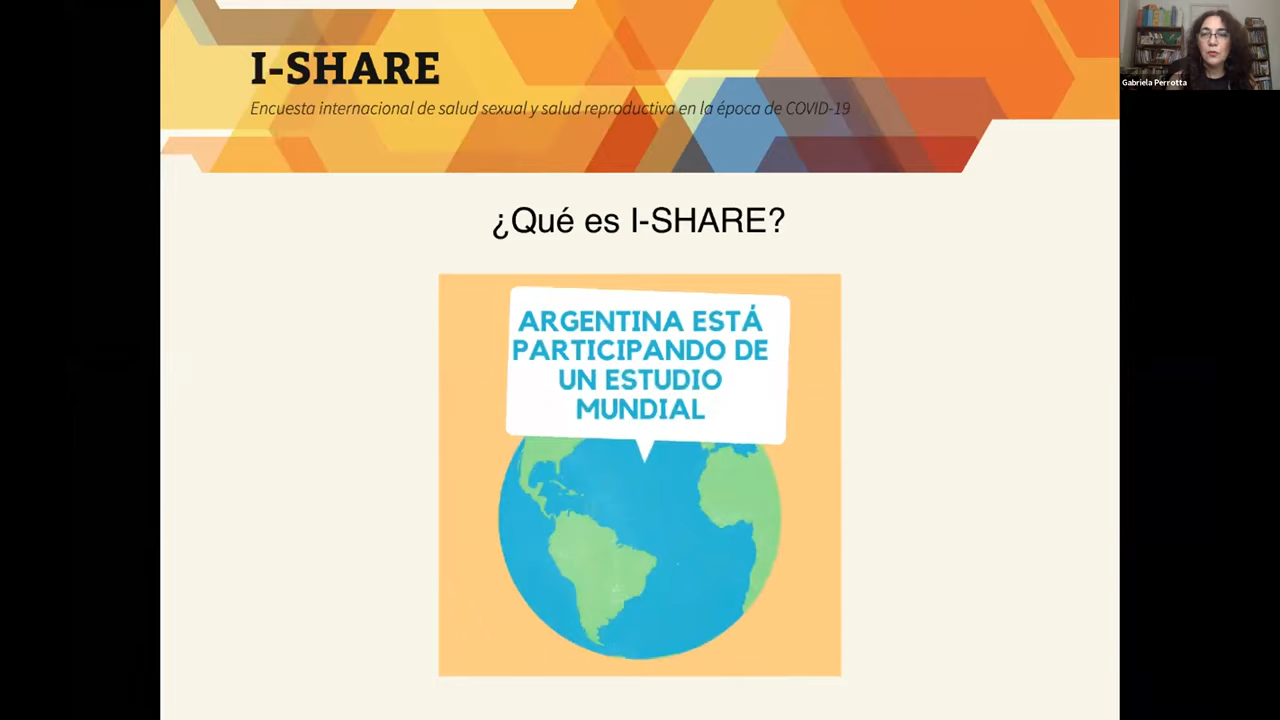 I-SHARE
Encuesta internacional de salud sexual y salud reproductiva en la época de COVID-19
Gabriela Perrotta
¿Qué es I-SHARE?
ARGENTINA ESTÁ
PARTICIPANDO DE
UN ESTUDIO
MUNDIAL